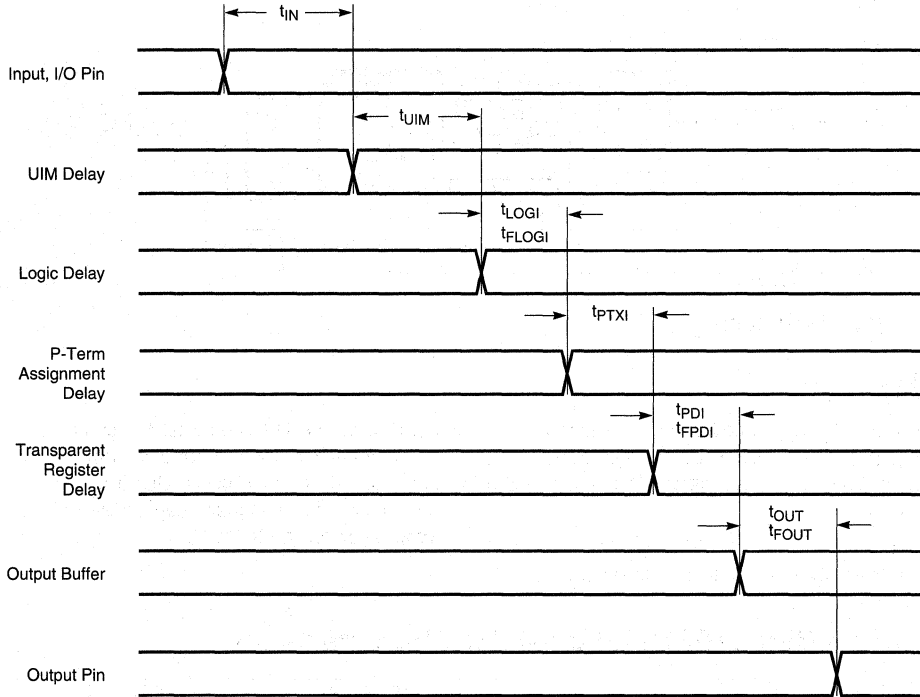 tIN
Input, I/O Pin
tUIM
UIM Delay
tLOGI
tFLOGI
Logic Delay
tPTXI
P-Term
Assignment
Delay
tPDI
tFPDI
Transparent
Register
Delay
tOUT
tFOUT
Output Buffer
Output Pin